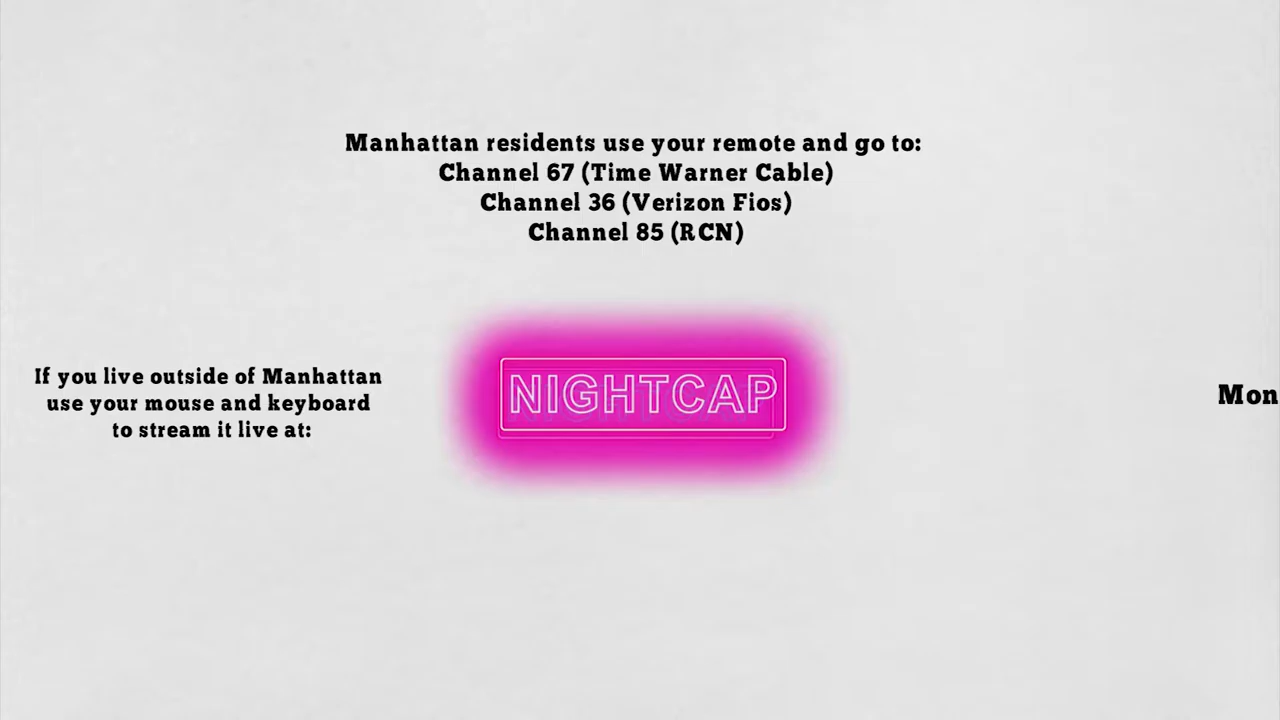 Manhattan residents use your remote and go to:
Channel 67 (Time Warner Cable)
Channel 36 (Verizon Fios)
Channel 85 (RCN)
If you live outside of Manhattan
use your mouse and keyboard
to stream it live at:
NIGHTCAP
Mon